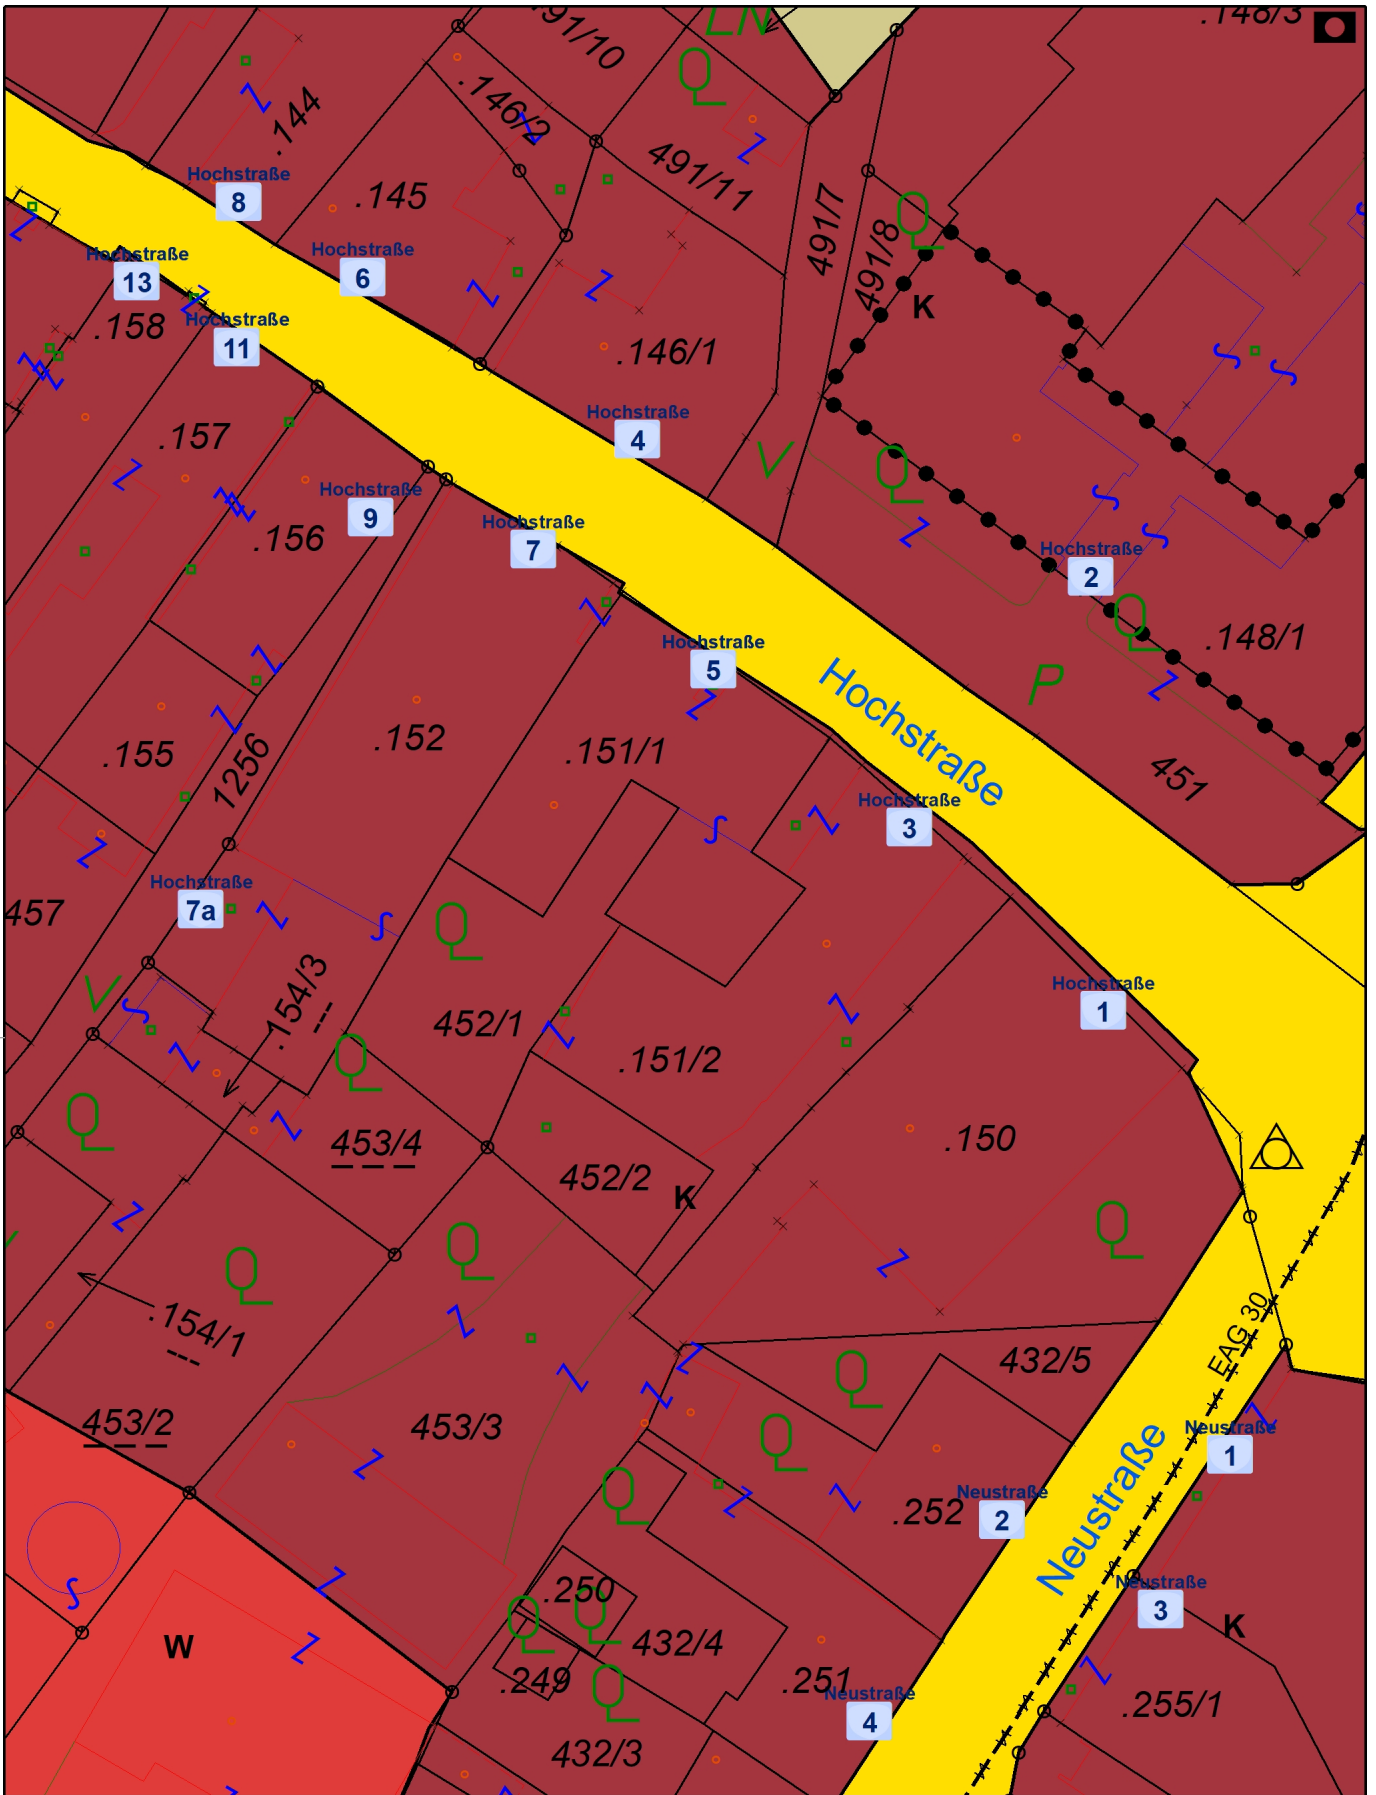 .148/3
LN
491/10
.146/2
.144
491/11
.145
Hochstraße
8
491/7
491/8
K
Hochstraße
6
Hochstraße
13
.158
Hochstraße
11
.146/1
Hochstraße
4
.157
V
Hochstraße
9
.156
Hochstraße
7
Hochstraße
2
.148/1
Hochstraße
5
P
Hochstraße
.155
1256
.152
.151/1
451
Hochstraße
3
Hochstraße
7a
457
V
.154/3
452/1
Hochstraße
1
.151/2
453/4
452/2
K
.150
.154/1
EAG 30
432/5
453/2
453/3
Neustraße
Neustraße
1
.252
Neustraße
2
Neustraße
3
K
.250
W
432/4
.249
.251
Neustraße
4
.255/1
432/3